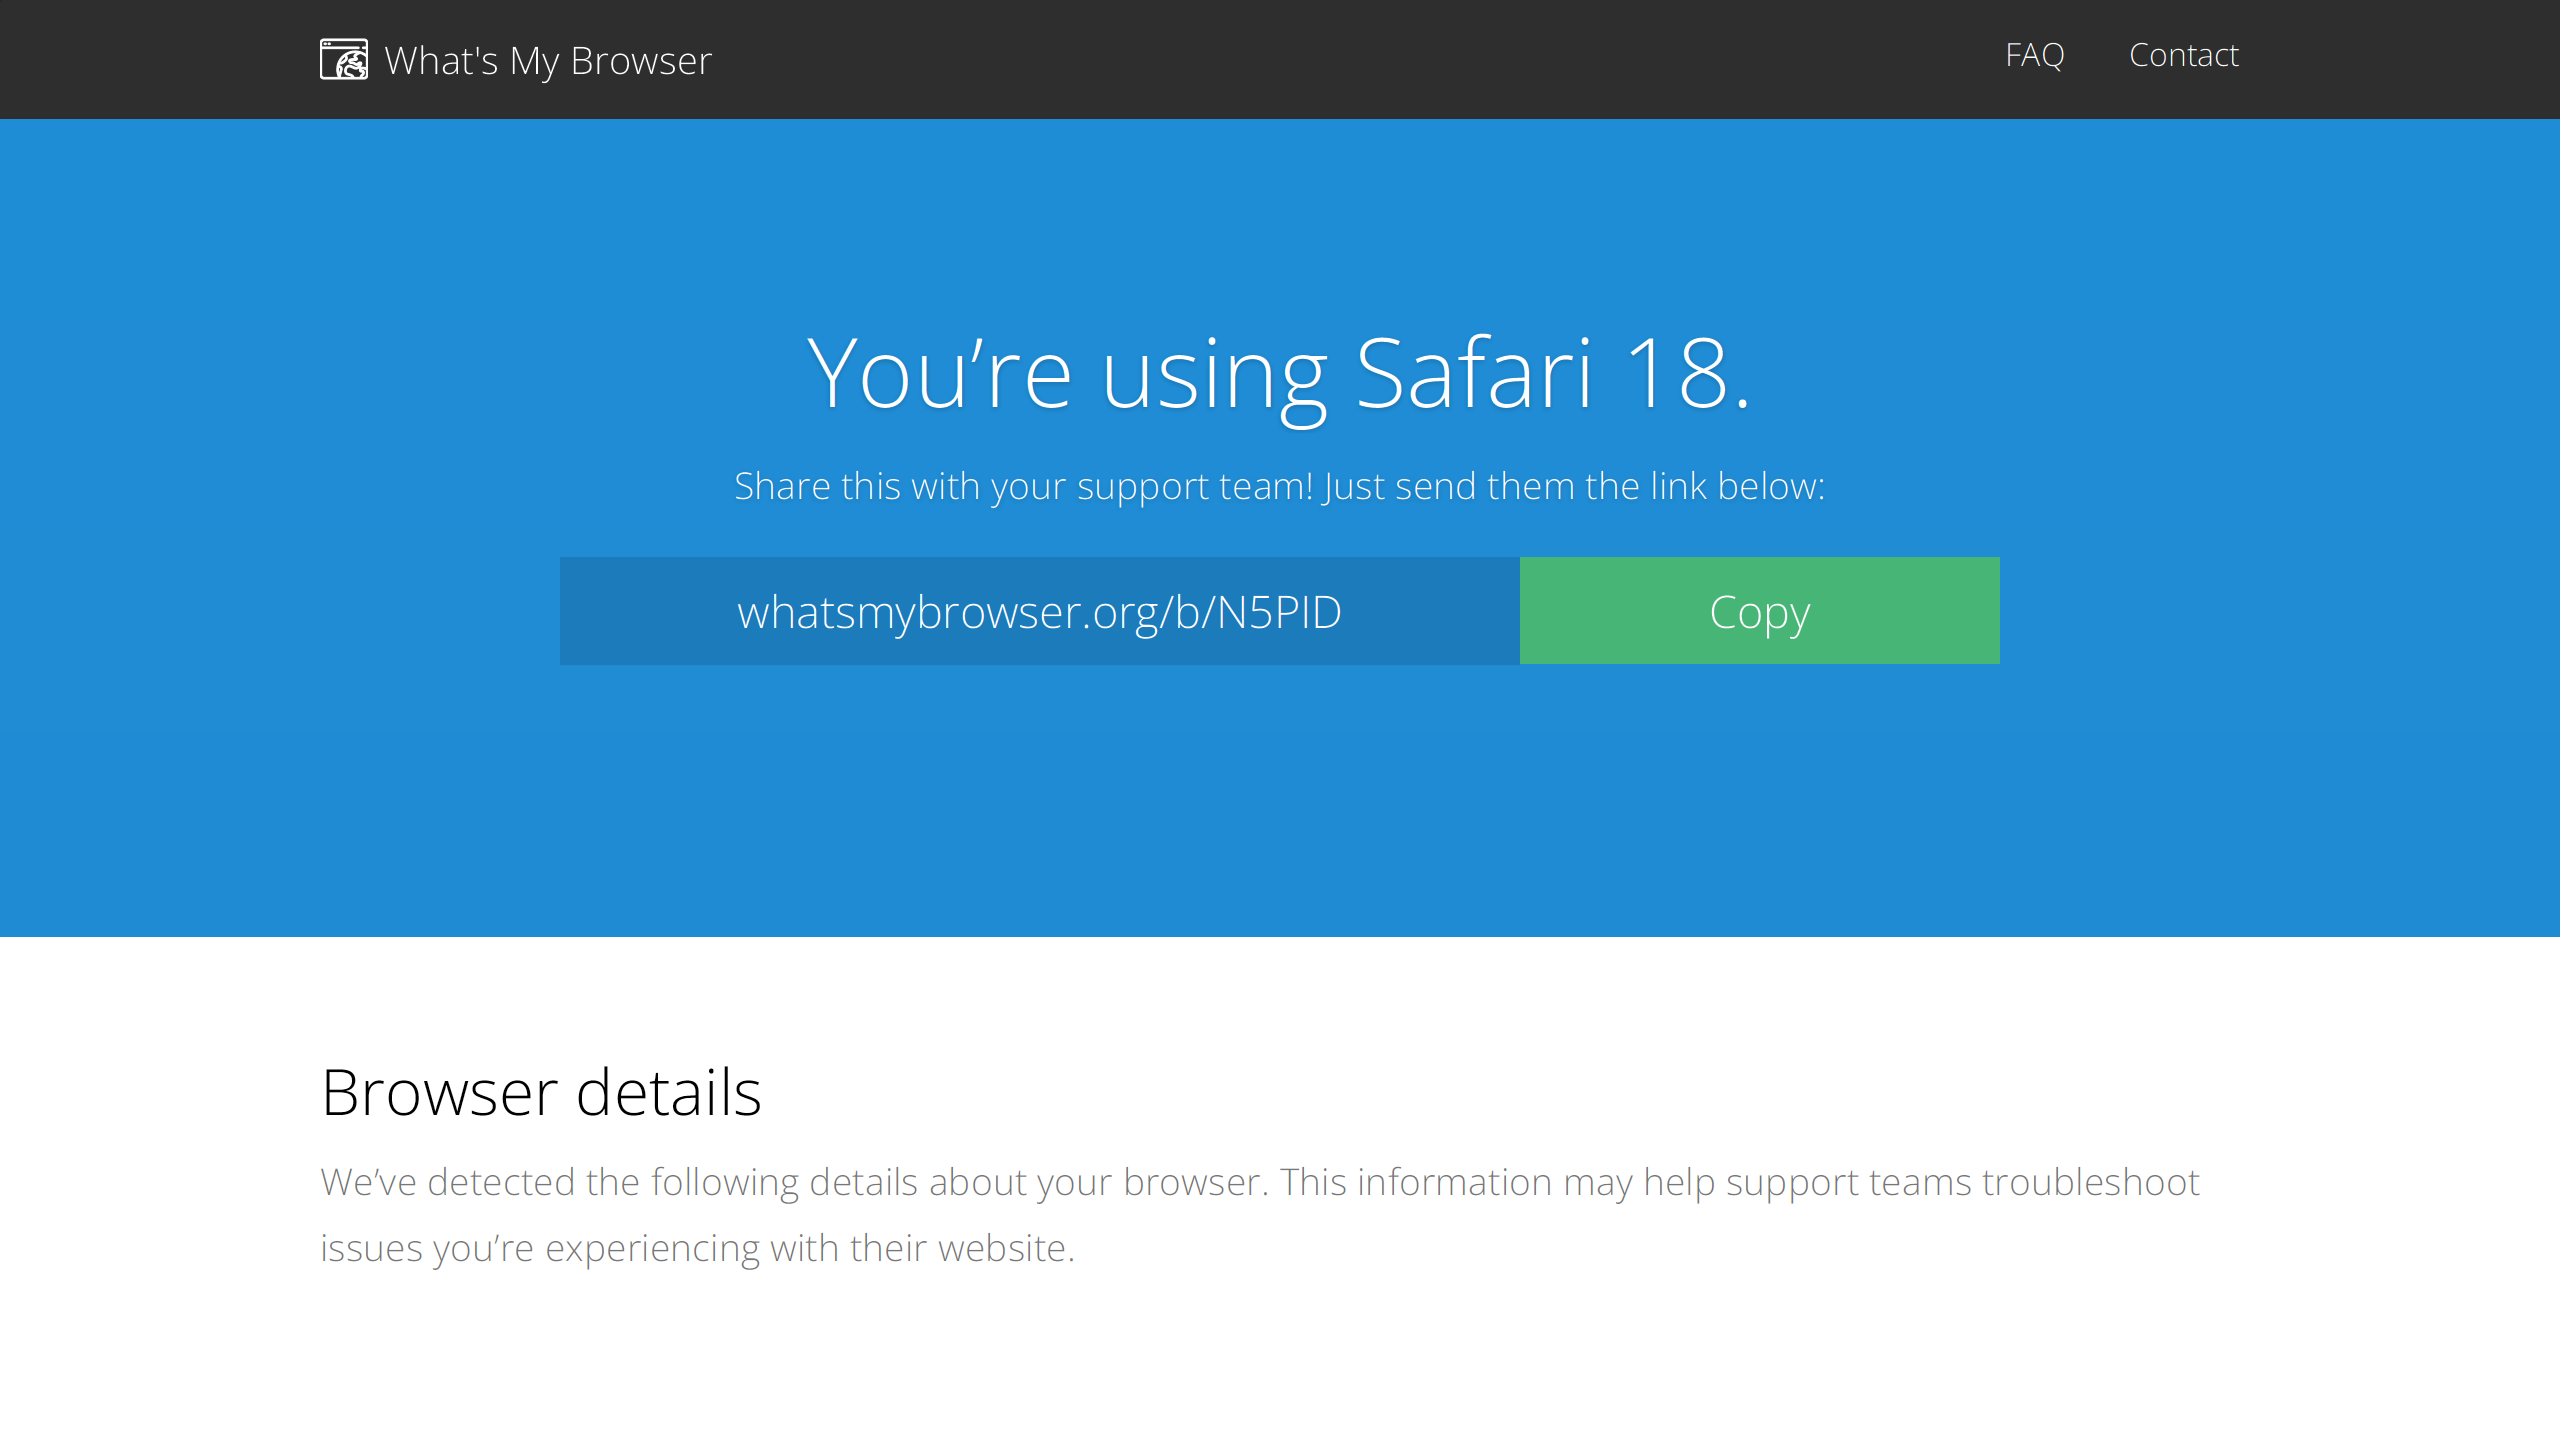 What's My Browser
FAQ
Contact
You’re using Safari 18.
Share this with your support team! Just send them the link below:
whatsmybrowser.org/b/N5PID
Copy
Browser details
We’ve detected the following details about your browser. This information may help support teams troubleshoot
issues you’re experiencing with their website.